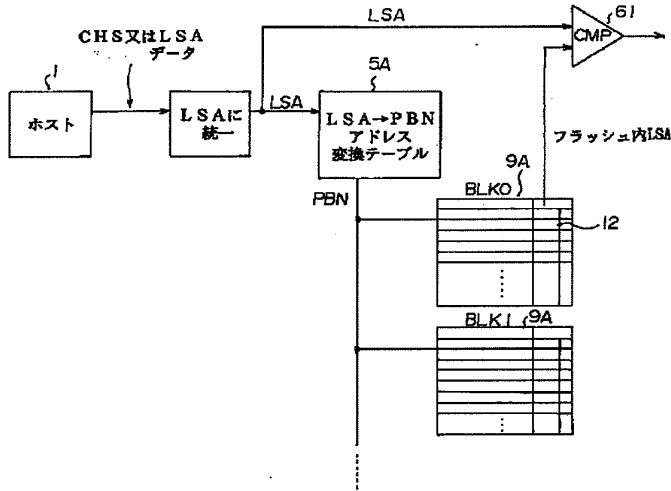 LSA
61
CMP
CHS又はLSA
データ
1
ホスト
LSAに
統一
LSA
5A
LSA→PBN
アドレス
変換テーブル
フラッシュ内LSA
PBN
9A
BLK0
12
BLK1
9A